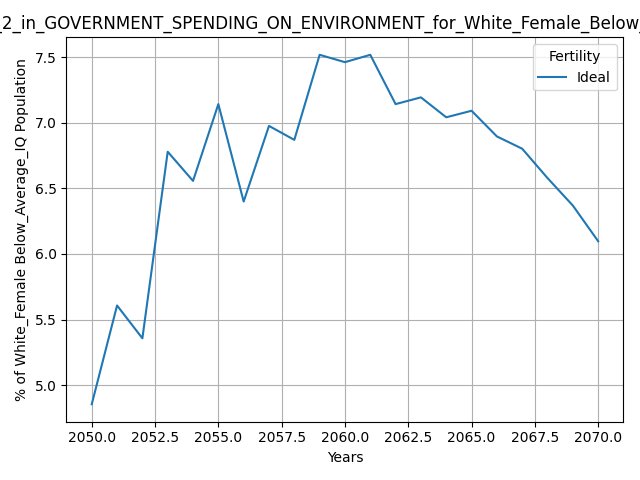 _2_in_GOVERNMENT_SPENDING_ON_ENVIRONMENT_for_White_Female_Below_
Fertility
Ideal
% of White_Female Below_Average_IQ Population
7.5
7.0
6.5
6.0
5.5
5.0
2050.0 2052.5 2055.0 2057.5 2060.0 2062.5 2065.0 2067.5 2070.0
Years